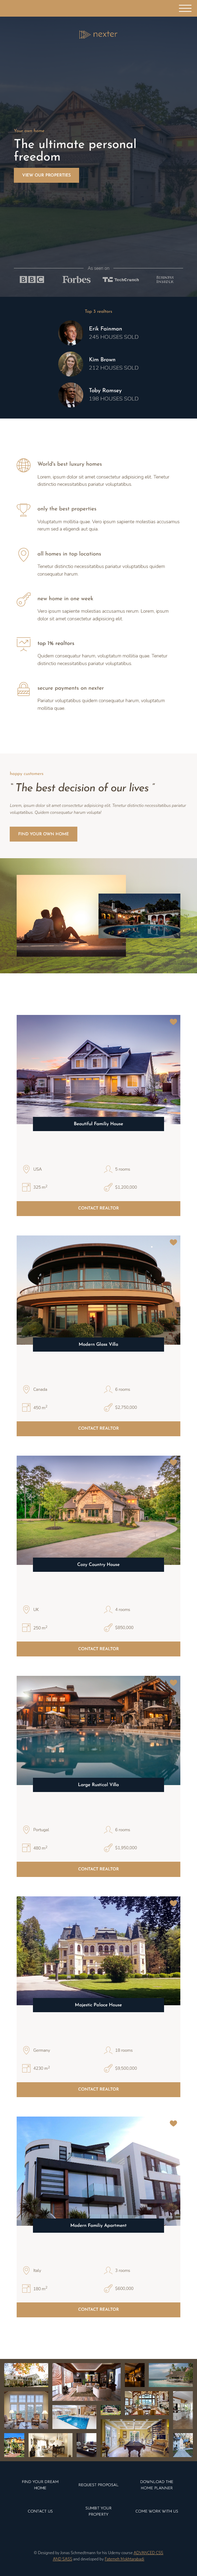 nexter
Your own home
The ultimate personal
freedom
VIEW OUR PROPERTIES
As seen on
BBC Forbes TechCrunch BUSINESS INSIDER
Top 3 realtors
Erik Feinman
245 HOUSES SOLD
Kim Brown
212 HOUSES SOLD
Toby Ramsey
198 HOUSES SOLD
World's best luxury homes
Lorem, ipsum dolor sit amet consectetur adipisicing elit. Tenetur
distinctio necessitatibus pariatur voluptatibus.
only the best properties
Voluptatum mollitia quae. Vero ipsum sapiente molestias accusamus
rerum sed a eligendi aut quia.
all homes in top locations
Tenetur distinctio necessitatibus pariatur voluptatibus quidem
consequatur harum.
new home in one week
Vero ipsum sapiente molestias accusamus rerum. Lorem, ipsum
dolor sit amet consectetur adipisicing elit.
top 1% realtors
Quidem consequatur harum, voluptatum mollitia quae. Tenetur
distinctio necessitatibus pariatur voluptatibus.
secure payments on nexter
Pariatur voluptatibus quidem consequatur harum, voluptatum
mollitia quae.
happy customers
“ The best decision of our lives ”
Lorem, ipsum dolor sit amet consectetur adipisicing elit. Tenetur distinctio necessitatibus pariatur
voluptatibus. Quidem consequatur harum volupta!
FIND YOUR OWN HOME
Beautiful Familiy House
USA
5 rooms
325 m2
$1,200,000
CONTACT REALTOR
Modern Glass Villa
Canada
6 rooms
450 m2
$2,750,000
CONTACT REALTOR
Cozy Country House
UK
4 rooms
250 m2
$850,000
CONTACT REALTOR
Large Rustical Villa
Portugal
6 rooms
480 m2
$1,950,000
CONTACT REALTOR
Majestic Palace House
Germany
18 rooms
4230 m2
$9,500,000
CONTACT REALTOR
Modern Familiy Apartment
Italy
3 rooms
180 m2
$600,000
CONTACT REALTOR
FIND YOUR DREAM
HOME
REQUEST PROPOSAL
DOWNLOAD THE
HOME PLANNER
CONTACT US
SUMBIT YOUR
PROPERTY
COME WORK WITH US
© Designed by Jonas Schmedtmann for his Udemy course ADVANCED CSS
AND SASS and developed by